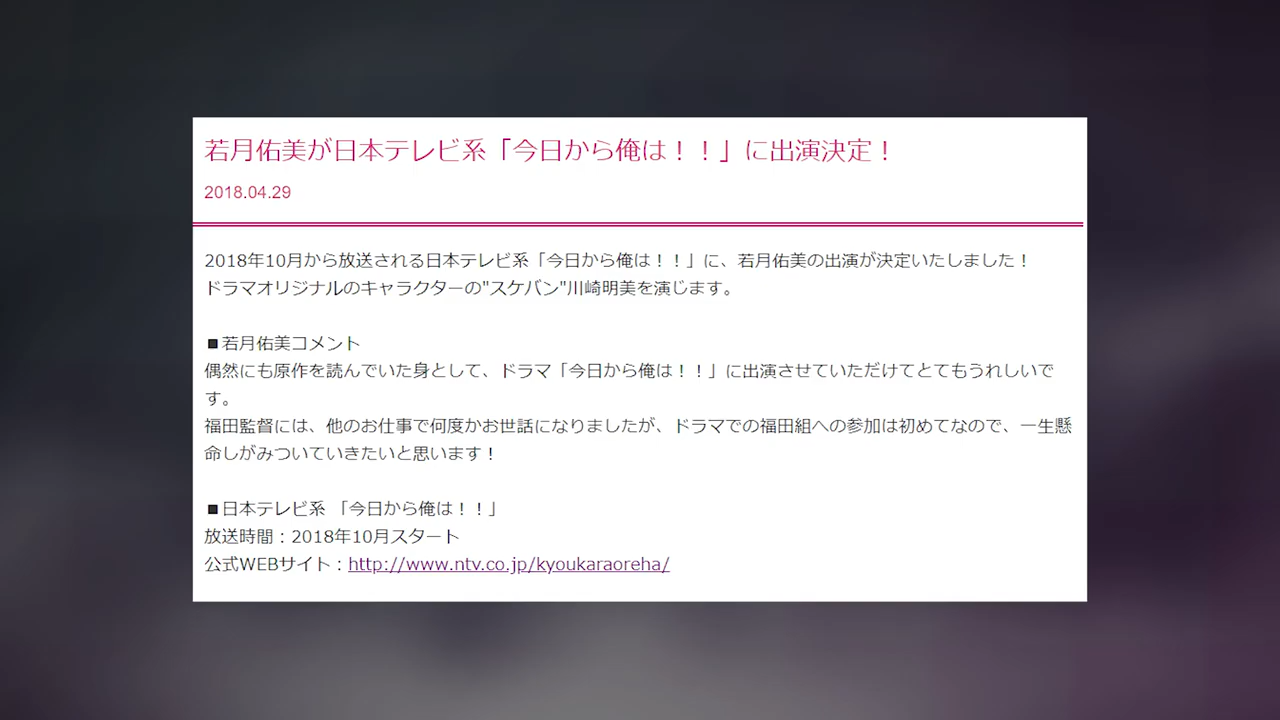 若月佑美が日本テレビ系「今日から俺は！！」に出演決定！
2018.04.29
2018年10月から放送される日本テレビ系「今日から俺は！！」に、若月佑美の出演が決定いたしました！
ドラマオリジナルのキャラクターの"スケバン"川崎明美を演じます。
■若月佑美コメント
偶然にも原作を読んでいた身として、ドラマ「今日から俺は！！」に出演させていただけてとてもうれしいで
す。
福田監督には、他のお仕事で何度かお世話になりましたが、ドラマでの福田組への参加は初めてなので、一生懸
命しがみついていきたいと思います！
■日本テレビ系 「今日から俺は！！」
放送時間：2018年10月スタート
公式WEBサイト：http://www.ntv.co.jp/kyoukaraoreha/